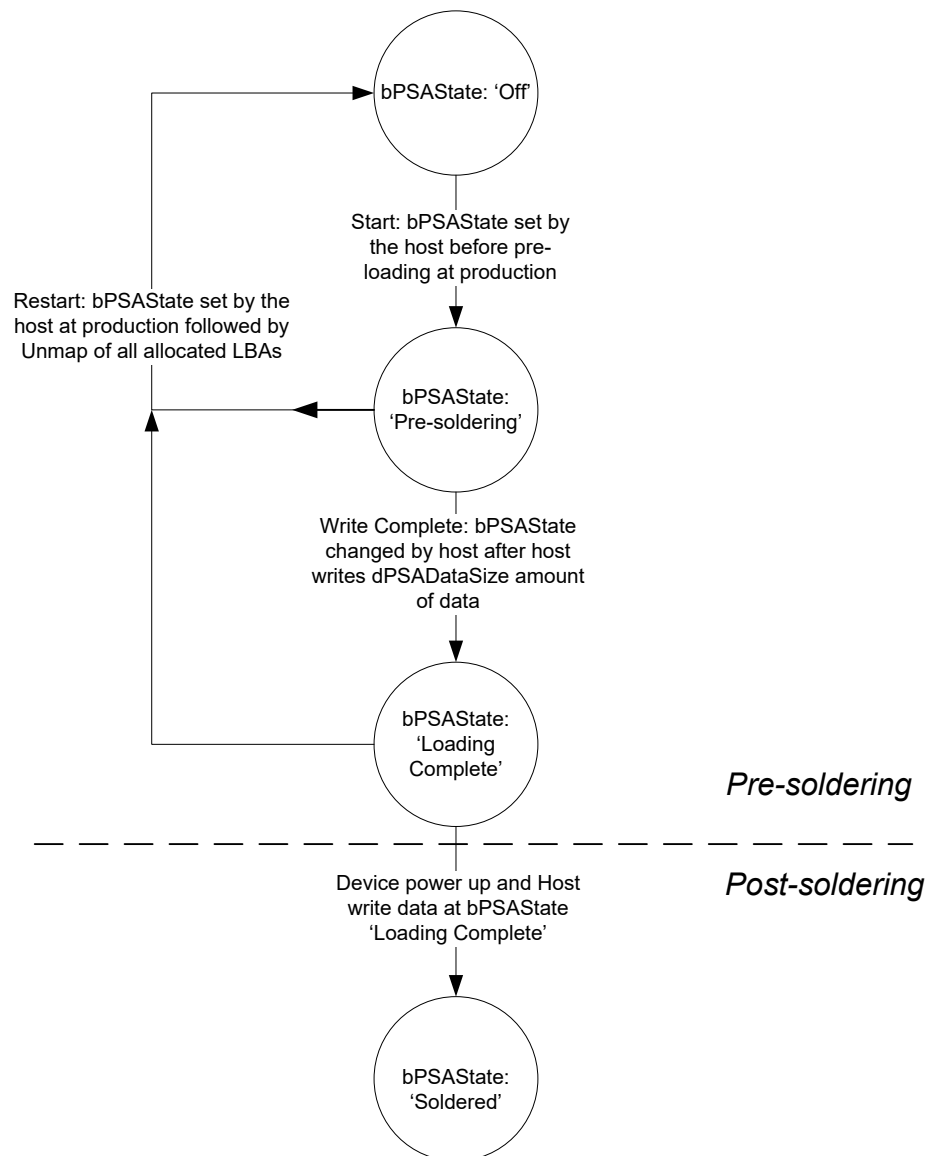 bPSAState: ‘Off’
Start: bPSAState set by
the host before pre-
loading at production
Restart: bPSAState set by the
host at production followed by
Unmap of all allocated LBAs
bPSAState:
‘Pre-soldering’
Write Complete: bPSAState
changed by host after host
writes dPSADataSize amount
of data
bPSAState:
‘Loading
Complete’
Pre-soldering
Post-soldering
Device power up and Host
write data at bPSAState
‘Loading Complete’
bPSAState:
‘Soldered’